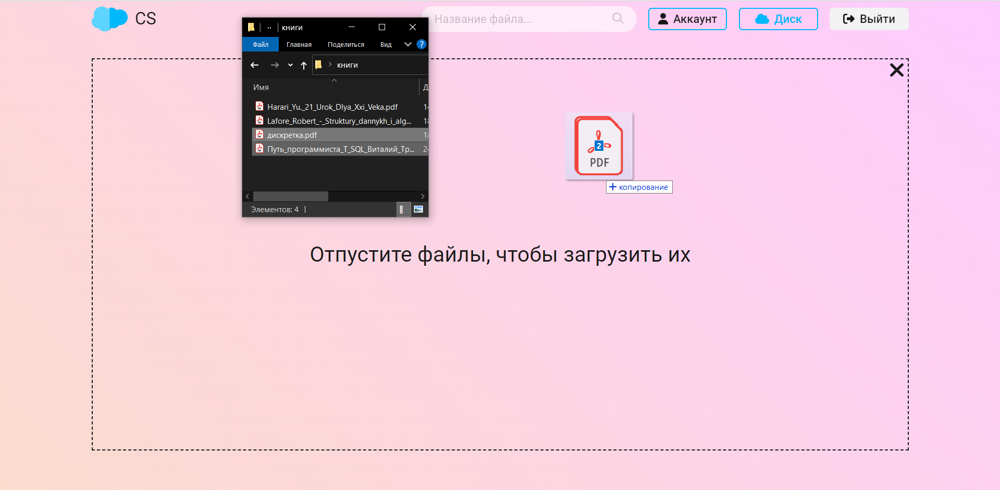 CS
Название файла...
Аккаунт
Диск
Выйти
книги
Файл
Главная
Поделиться
Вид
?
книги
Имя
Д
Harari_Yu._21_Urok_Dlya_Xxi_Veka.pdf
Lafore_Robert_-_Struktury_dannykh_i_alg...
дискретка.pdf
Путь_программиста_T_SQL_Виталий_Тр...
Элементов: 4
2
PDF
копирование
Отпустите файлы, чтобы загрузить их